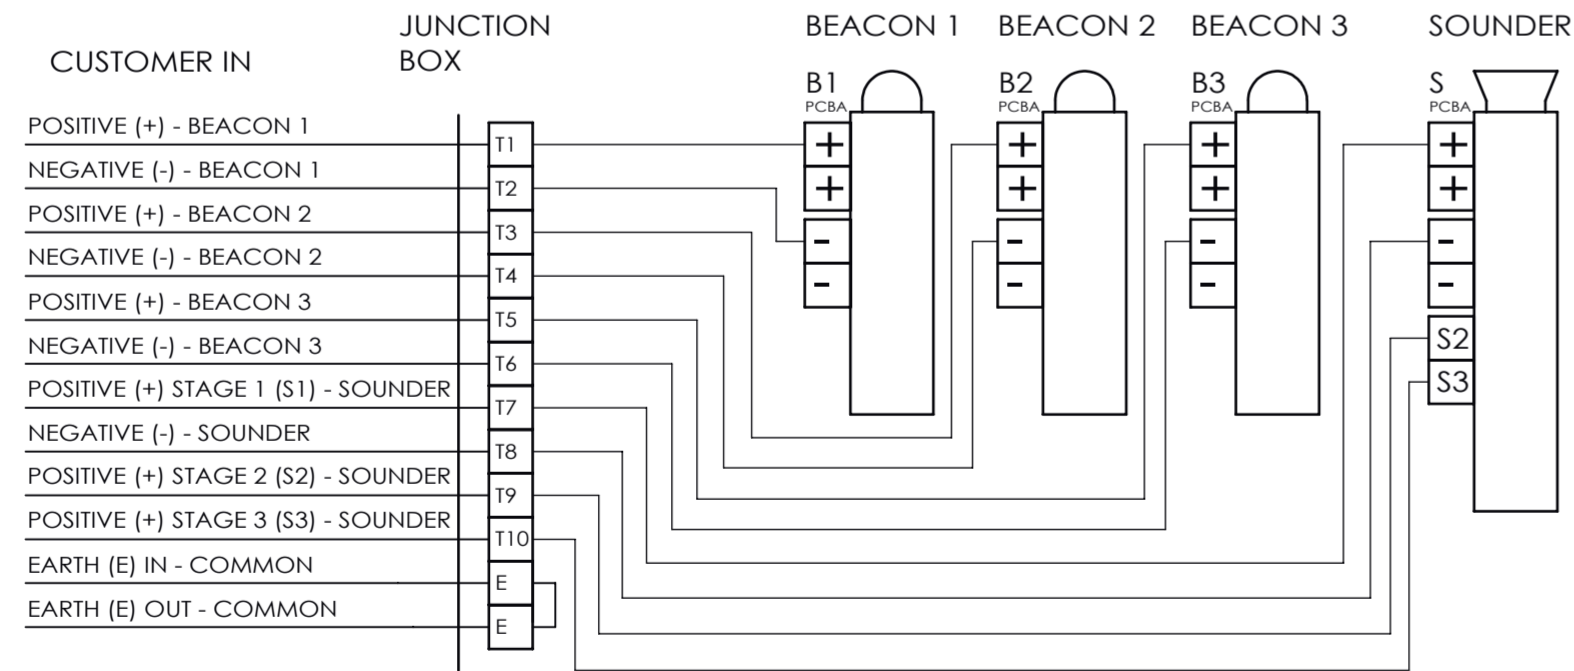 CUSTOMER IN
JUNCTION
BOX
BEACON 1
BEACON 2
BEACON 3
SOUNDER
B1
PCBA
B2
PCBA
B3
PCBA
S
PCBA
POSITIVE (+) - BEACON 1
NEGATIVE (-) - BEACON 1
POSITIVE (+) - BEACON 2
NEGATIVE (-) - BEACON 2
POSITIVE (+) - BEACON 3
NEGATIVE (-) - BEACON 3
POSITIVE (+) STAGE 1 (S1) - SOUNDER
NEGATIVE (-) - SOUNDER
POSITIVE (+) STAGE 2 (S2) - SOUNDER
POSITIVE (+) STAGE 3 (S3) - SOUNDER
EARTH (E) IN - COMMON
EARTH (E) OUT - COMMON
T1
T2
T3
T4
T5
T6
T7
T8
T9
T10
E
E
+
+
-
-
+
+
-
-
+
+
-
-
+
+
-
-
S2
S3